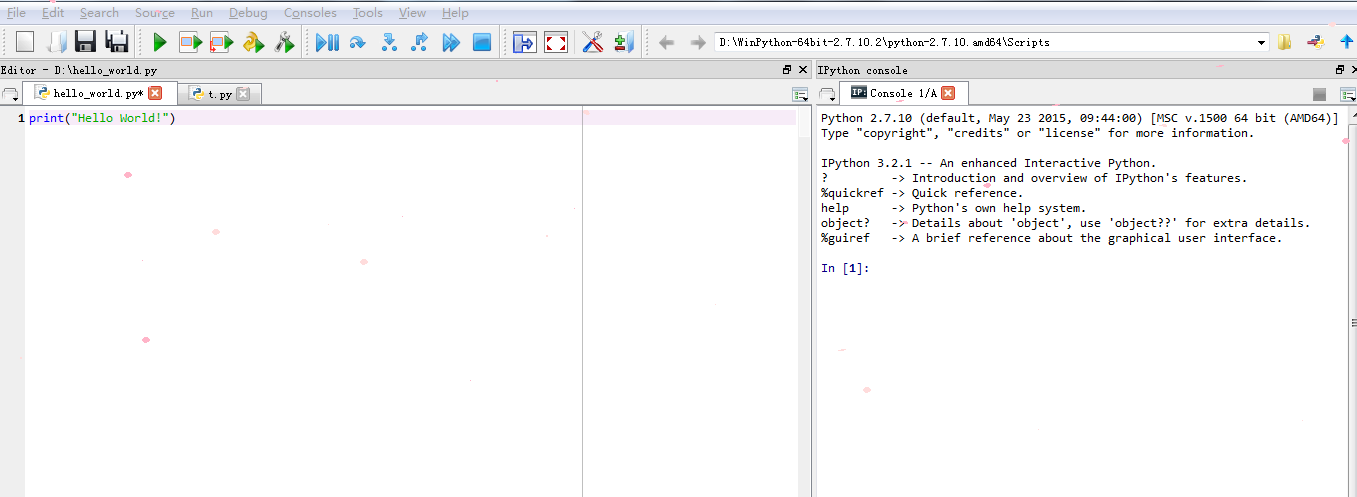 File Edit Search Source Run Debug Consoles Tools View Help
D:\WinPython-64bit-2.7.10.2\python-2.7.10.amd64\Scripts
Editor - D:\hello_world.py
hello_world.py* t.py
1 print("Hello World!")
IPython console
IP: Console 1/A
Python 2.7.10 (default, May 23 2015, 09:44:00) [MSC v.1500 64 bit (AMD64)]
Type "copyright", "credits" or "license" for more information.
IPython 3.2.1 -- An enhanced Interactive Python.
? -> Introduction and overview of IPython's features.
%quickref -> Quick reference.
help -> Python's own help system.
object? -> Details about 'object', use 'object??' for extra details.
%guiref -> A brief reference about the graphical user interface.
In [1]: